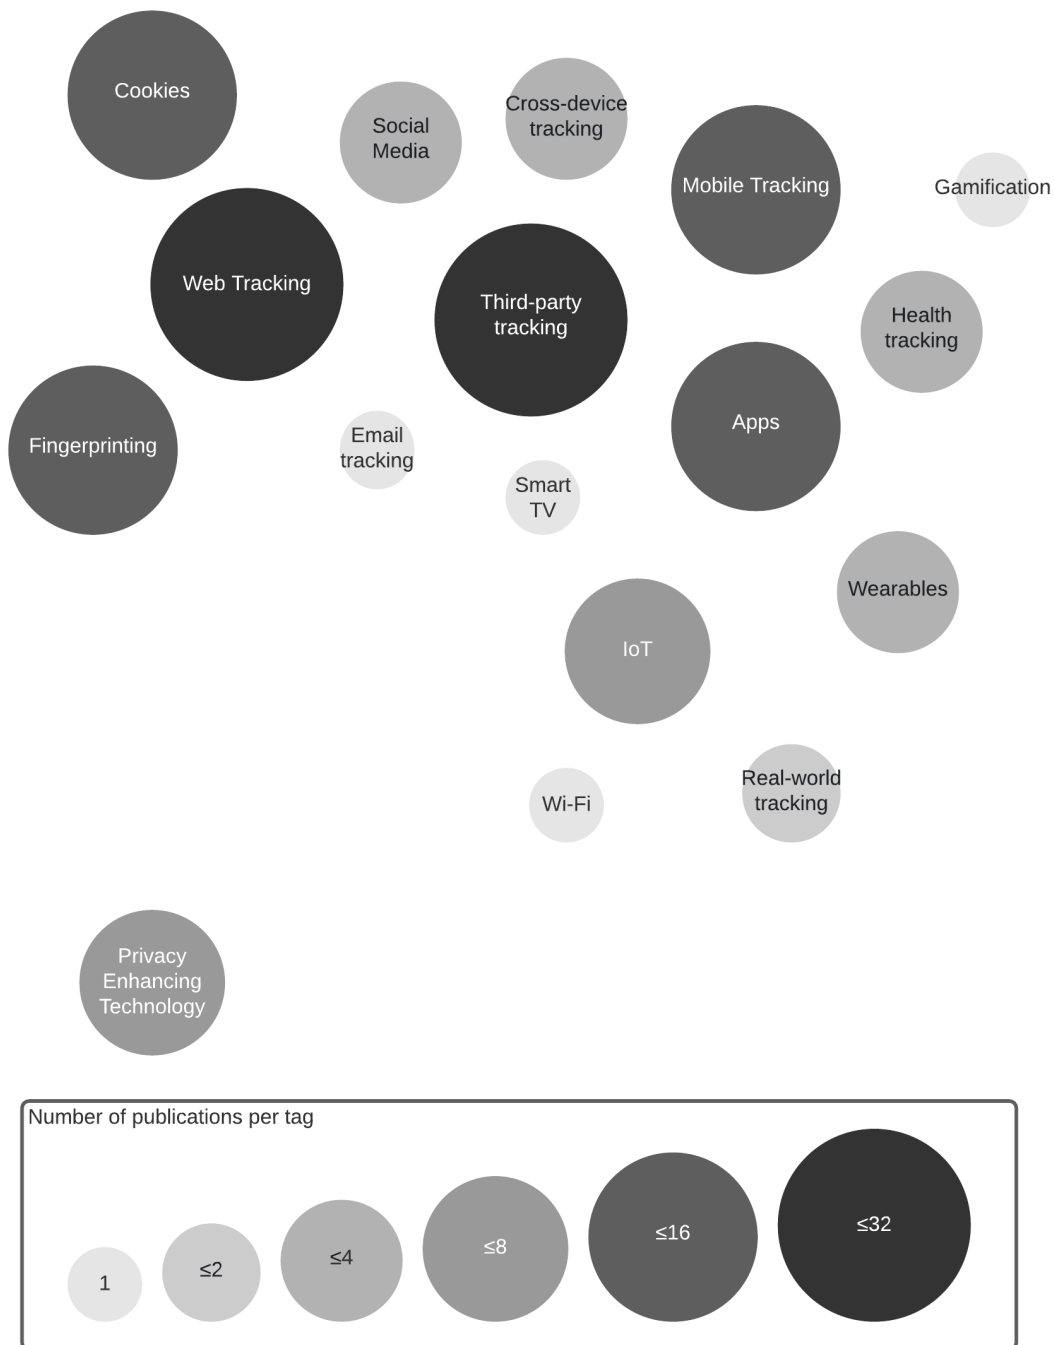 Cookies
Social
Media
Cross-device
tracking
Mobile Tracking
Gamification
Web Tracking
Third-party
tracking
Health
tracking
Fingerprinting
Email
tracking
Apps
Smart
TV
Wearables
IoT
Wi-Fi
Real-world
tracking
Privacy
Enhancing
Technology
Number of publications per tag
1
≤2
≤4
≤8
≤16
≤32